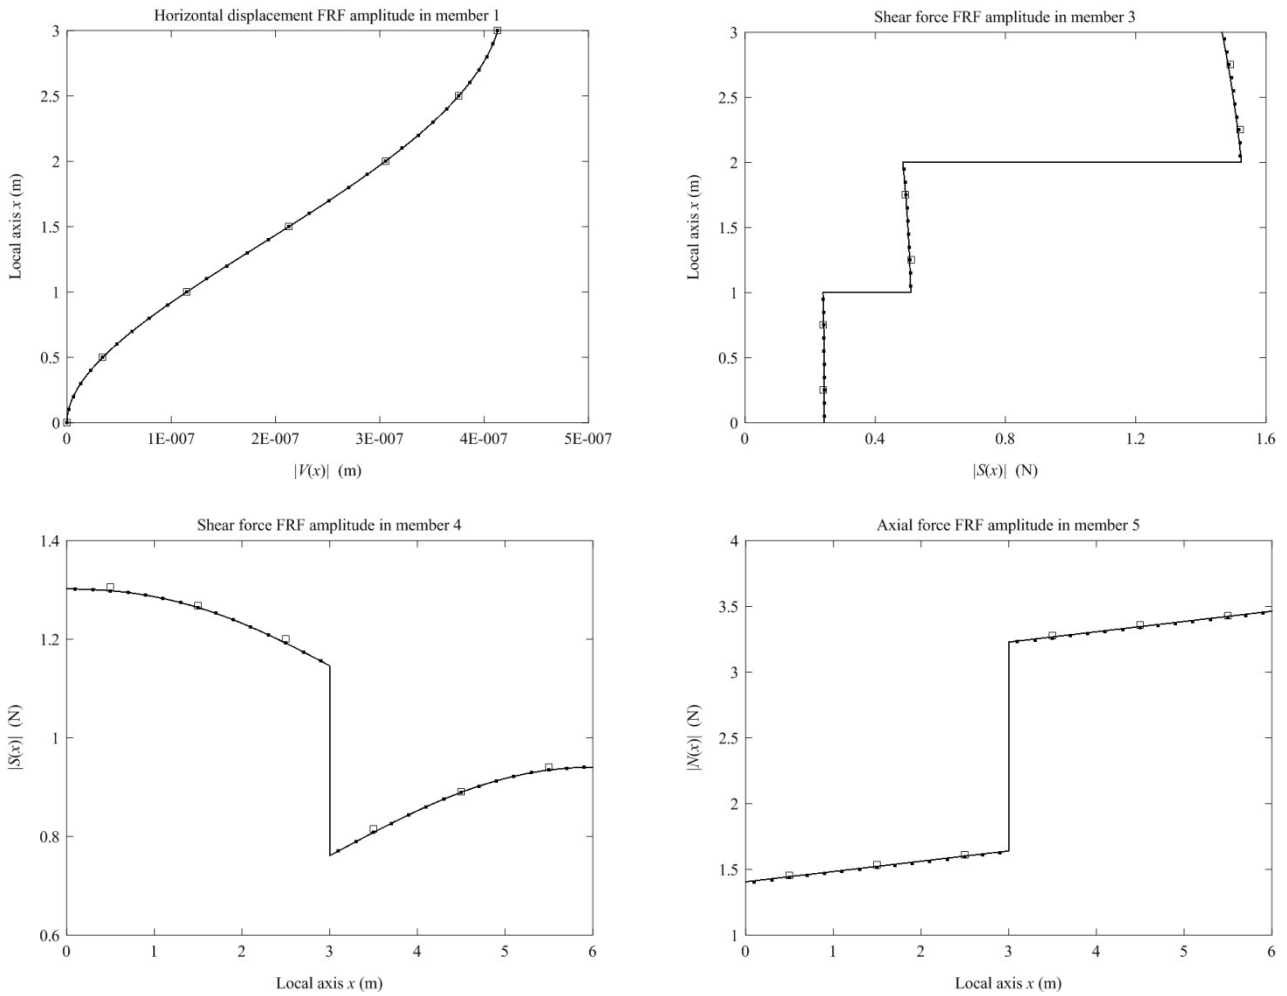 Horizontal displacement FRF amplitude in member 1
3
2.5
2
1.5
1
0.5
0
Local axis x (m)
0 1E-007 2E-007 3E-007 4E-007 5E-007
|V(x)| (m)
Shear force FRF amplitude in member 3
3
2.5
2
1.5
1
0.5
0
Local axis x (m)
0 0.4 0.8 1.2 1.6
|S(x)| (N)
Shear force FRF amplitude in member 4
1.4
1.2
1
0.8
0.6
|S(x)| (N)
0 1 2 3 4 5 6
Local axis x (m)
Axial force FRF amplitude in member 5
4
3.5
3
2.5
2
1.5
1
|N(x)| (N)
0 1 2 3 4 5 6
Local axis x (m)